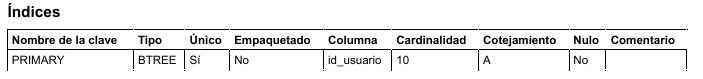 Índices
Nombre de la clave Tipo Único Empaquetado Columna Cardinalidad Cotejamiento Nulo Comentario
PRIMARY BTREE Sí No id_usuario 10 A No